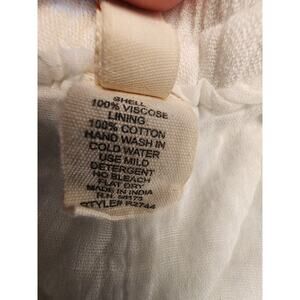 SHELL
100% VISCOSE
LINING
100% COTTON
HAND WASH IN
COLD WATER
USE MILD
DETERGENT
NO BLEACH
FLAT DRY
MADE IN INDIA
STYLE# R2744